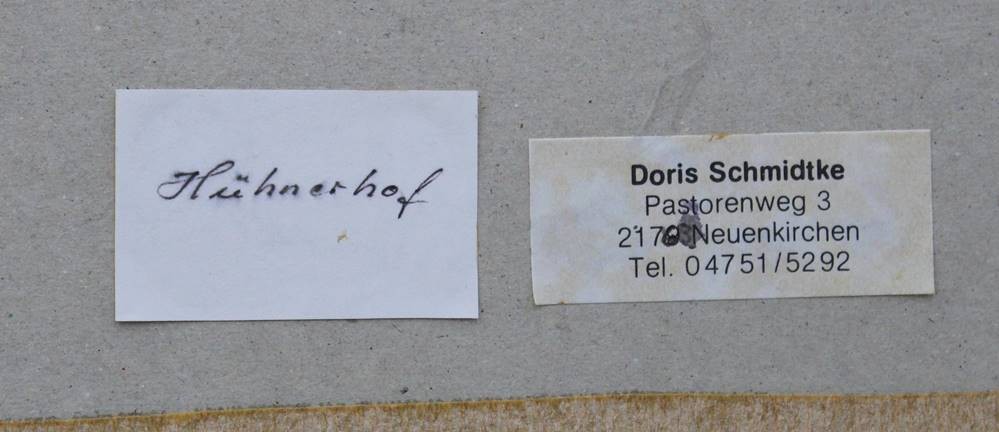 Hühnerhof
Doris Schmidtke
Pastorenweg 3
Neuenkirchen
Tel. 04751/5292